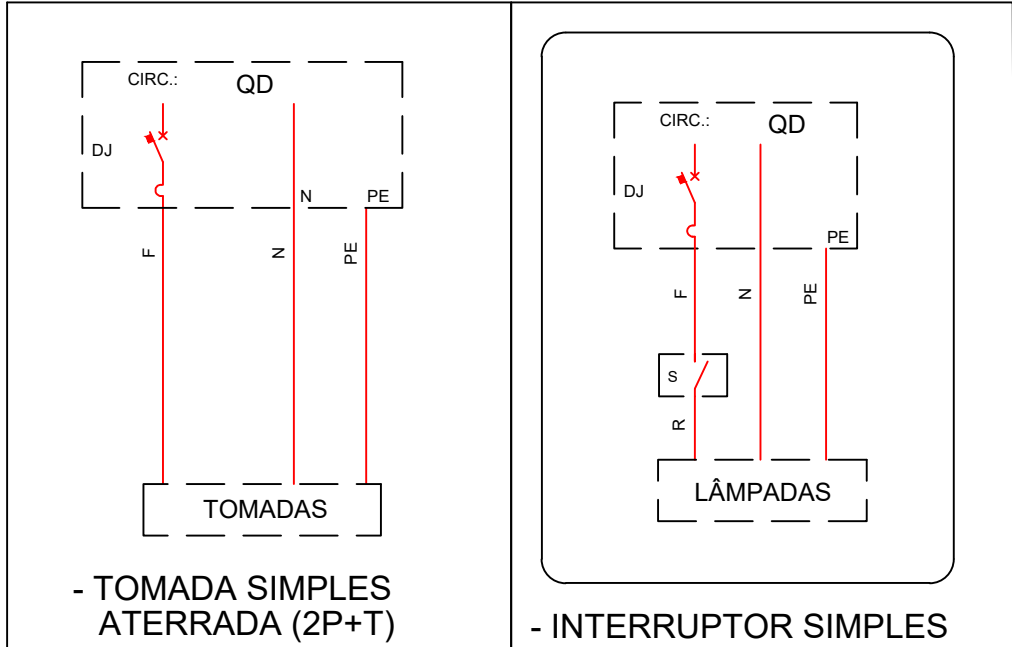 CIRC.:
QD
DJ
N
PE
F
N
PE
TOMADAS
- TOMADA SIMPLES
ATERRADA (2P+T)
CIRC.:
QD
DJ
PE
F
N
PE
S
R
LÂMPADAS
- INTERRUPTOR SIMPLES